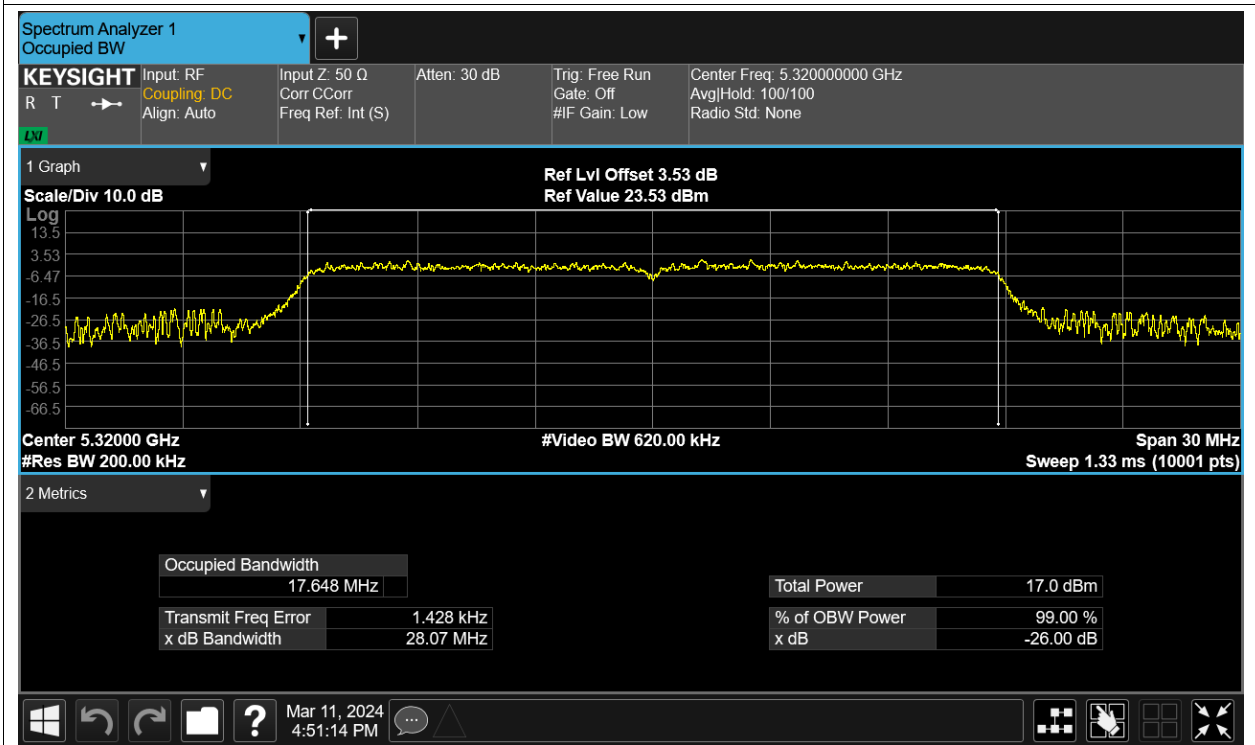 Spectrum Analyzer 1
Occupied BW
KEYSIGHT
R T
LXI
Input: RF
Coupling: DC
Align: Auto
Input Z: 50 Ω
Corr CCorr
Freq Ref: Int (S)
Atten: 30 dB
Trig: Free Run
Gate: Off
#IF Gain: Low
Center Freq: 5.320000000 GHz
Avg|Hold: 100/100
Radio Std: None
1 Graph
Scale/Div 10.0 dB
Ref Lvl Offset 3.53 dB
Ref Value 23.53 dBm
Log
13.5
3.53
-6.47
-16.5
-26.5
-36.5
-46.5
-56.5
-66.5
Center 5.32000 GHz
#Res BW 200.00 kHz
#Video BW 620.00 kHz
Span 30 MHz
Sweep 1.33 ms (10001 pts)
2 Metrics
Occupied Bandwidth
17.648 MHz
Transmit Freq Error 1.428 kHz
x dB Bandwidth 28.07 MHz
Total Power 17.0 dBm
% of OBW Power 99.00 %
x dB -26.00 dB
?
Mar 11, 2024
4:51:14 PM